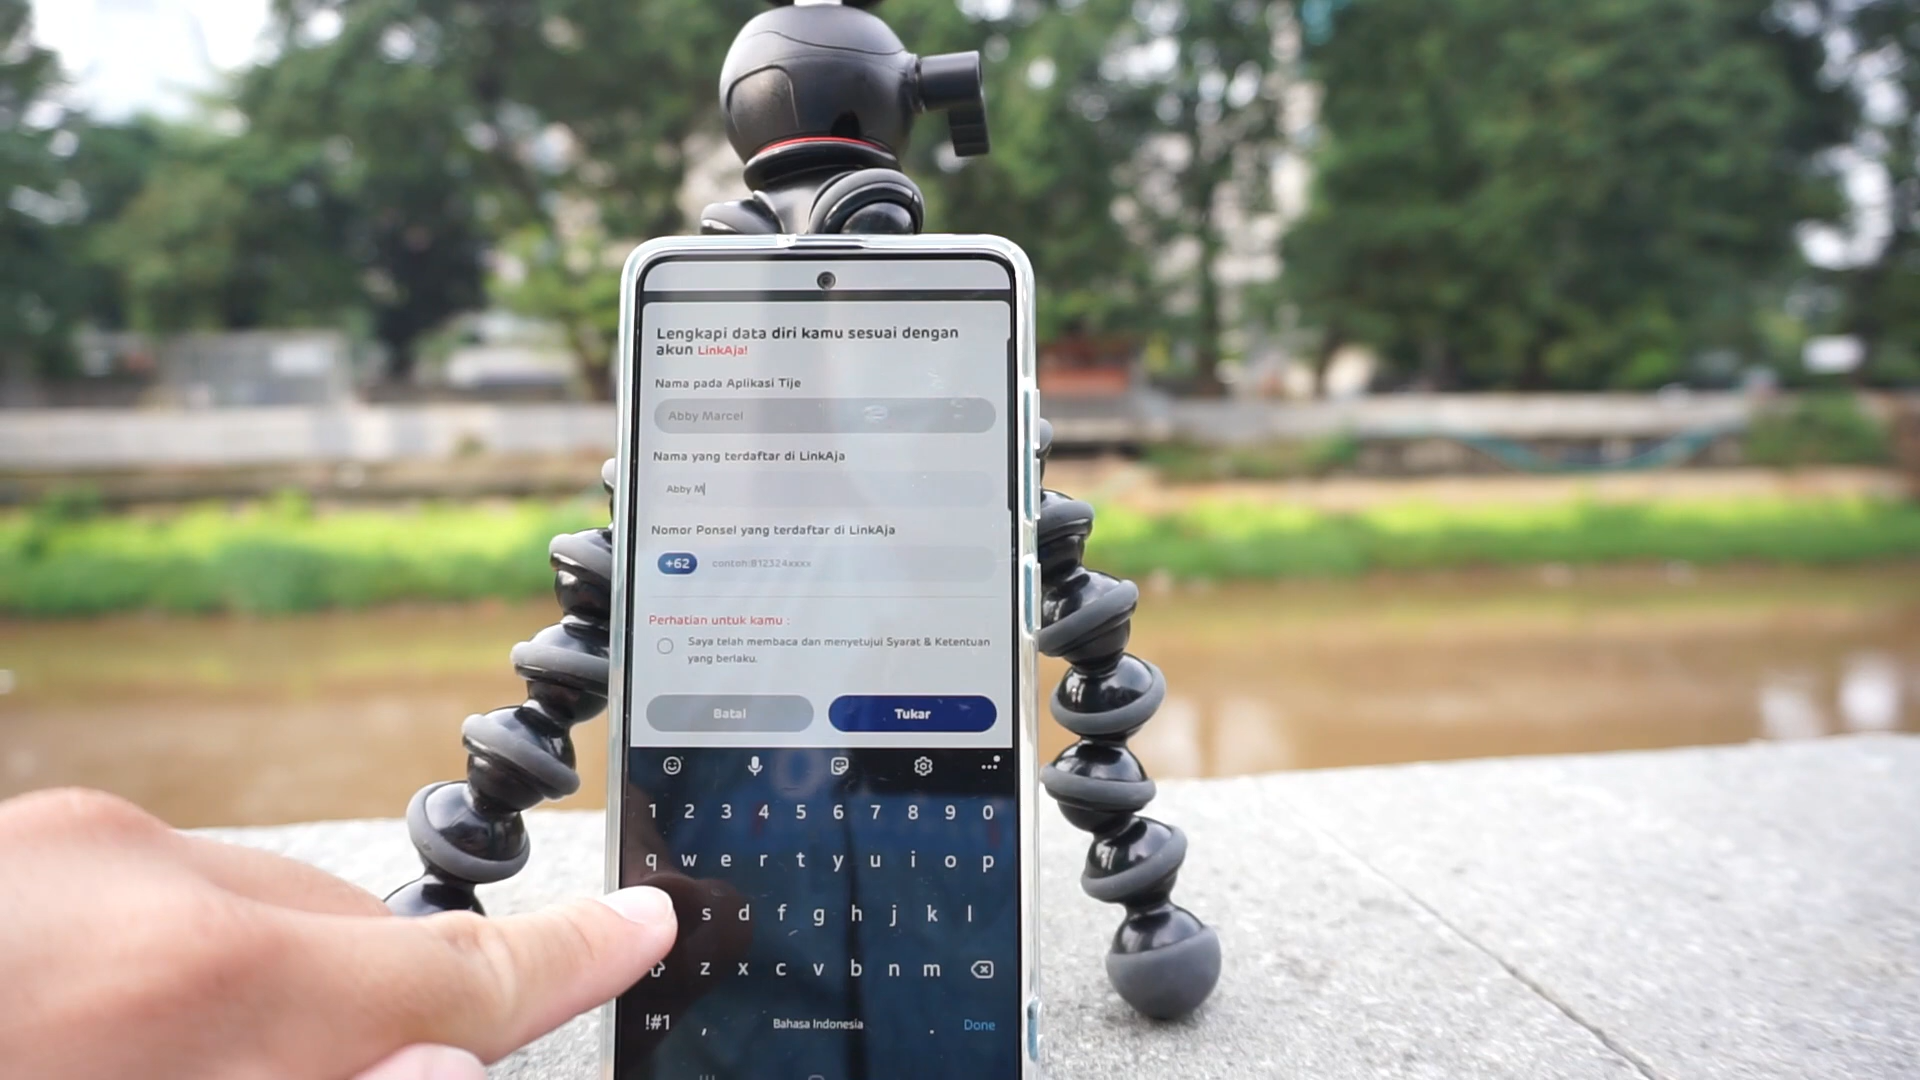 Lengkapi data diri kamu sesuai dengan
akun LinkAja!
Nama pada Aplikasi Tije
Abby Marcel
Nama yang terdaftar di LinkAja
Abby M
Nomor Ponsel yang terdaftar di LinkAja
+62 contoh:812324xxxx
Perhatian untuk kamu :
Saya telah membaca dan menyetujui Syarat & Ketentuan
yang berlaku.
Batal Tukar
1 2 3 4 5 6 7 8 9 0
q w e r t y u i o p
s d f g h j k l
z x c v b n m
!#1 , Bahasa Indonesia . Done